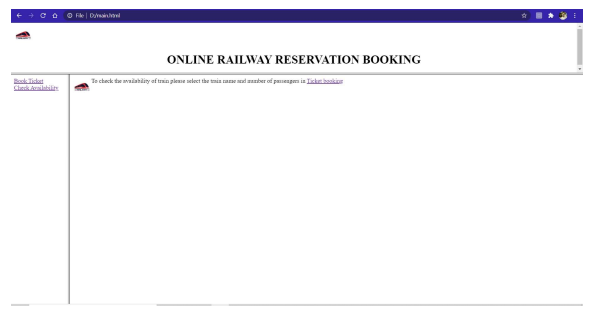 File | D:/main.html
ONLINE RAILWAY RESERVATION BOOKING
Book Ticket
Check Availability
To check the availability of train please select the train name and number of passengers in Ticket booking